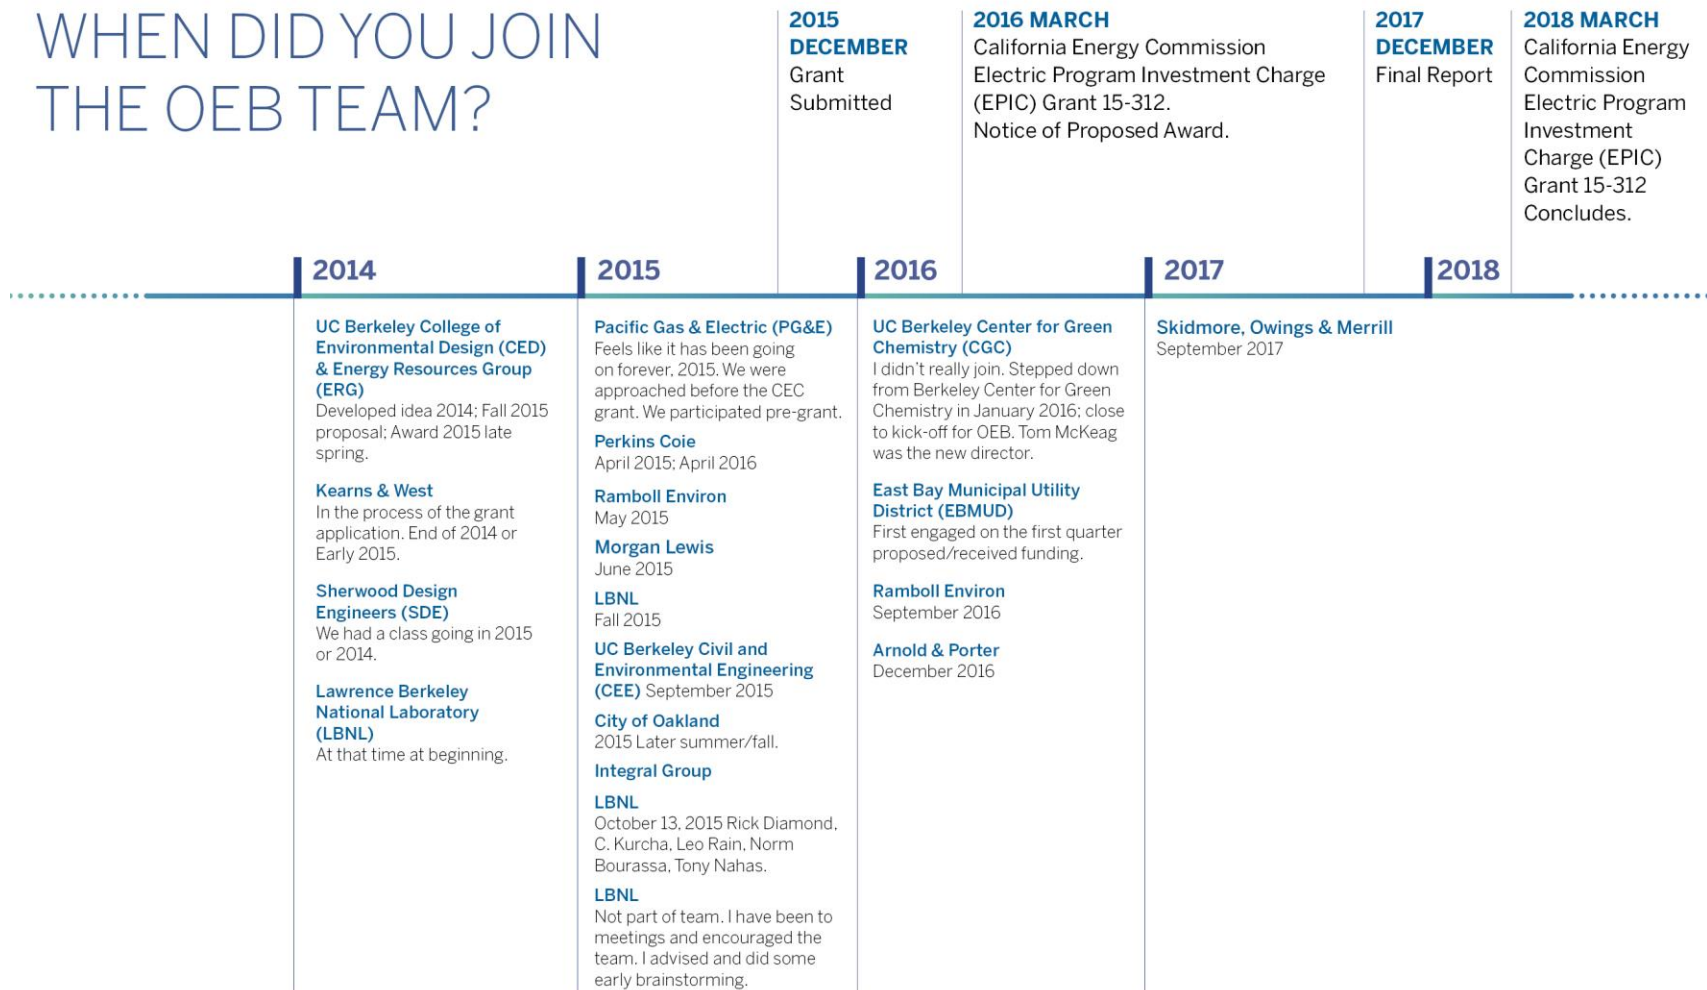 WHEN DID YOU JOIN
THE OEB TEAM?
2015
DECEMBER
Grant
Submitted
2016 MARCH
California Energy Commission
Electric Program Investment Charge
(EPIC) Grant 15-312.
Notice of Proposed Award.
2017
DECEMBER
Final Report
2018 MARCH
California Energy
Commission
Electric Program
Investment
Charge (EPIC)
Grant 15-312
Concludes.
2014
2015
2016
2017
2018
UC Berkeley College of
Environmental Design (CED)
& Energy Resources Group
(ERG)
Developed idea 2014; Fall 2015
proposal; Award 2015 late
spring.
Kearns & West
In the process of the grant
application. End of 2014 or
Early 2015.
Sherwood Design
Engineers (SDE)
We had a class going in 2015
or 2014.
Lawrence Berkeley
National Laboratory
(LBNL)
At that time at beginning.
Pacific Gas & Electric (PG&E)
Feels like it has been going
on forever, 2015. We were
approached before the CEC
grant. We participated pre-grant.
Perkins Coie
April 2015; April 2016
Ramboll Environ
May 2015
Morgan Lewis
June 2015
LBNL
Fall 2015
UC Berkeley Civil and
Environmental Engineering
(CEE) September 2015
City of Oakland
2015 Later summer/fall.
Integral Group
LBNL
October 13, 2015 Rick Diamond,
C. Kurcha, Leo Rain, Norm
Bourassa, Tony Nahas.
LBNL
Not part of team. I have been to
meetings and encouraged the
team. I advised and did some
early brainstorming.
UC Berkeley Center for Green
Chemistry (CGC)
I didn't really join. Stepped down
from Berkeley Center for Green
Chemistry in January 2016; close
to kick-off for OEB. Tom McKeag
was the new director.
East Bay Municipal Utility
District (EBMUD)
First engaged on the first quarter
proposed/received funding.
Ramboll Environ
September 2016
Arnold & Porter
December 2016
Skidmore, Owings & Merrill
September 2017